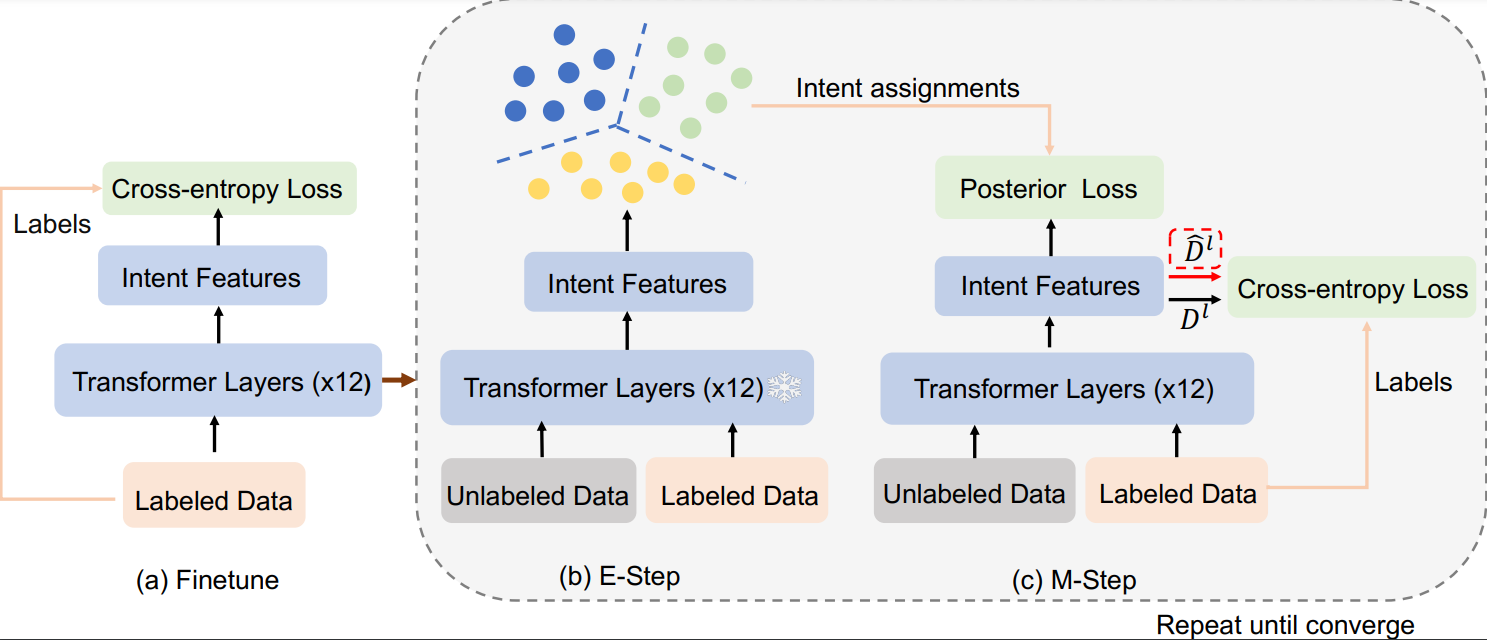 Cross-entropy Loss
Labels
Intent Features
Transformer Layers (x12)
Labeled Data
(a) Finetune
Intent Features
Transformer Layers (x12)
Unlabeled Data
Labeled Data
(b) E-Step
Intent assignments
Posterior Loss
Intent Features
D̂^l
D^l
Cross-entropy Loss
Transformer Layers (x12)
Labels
Unlabeled Data
Labeled Data
(c) M-Step
Repeat until converge